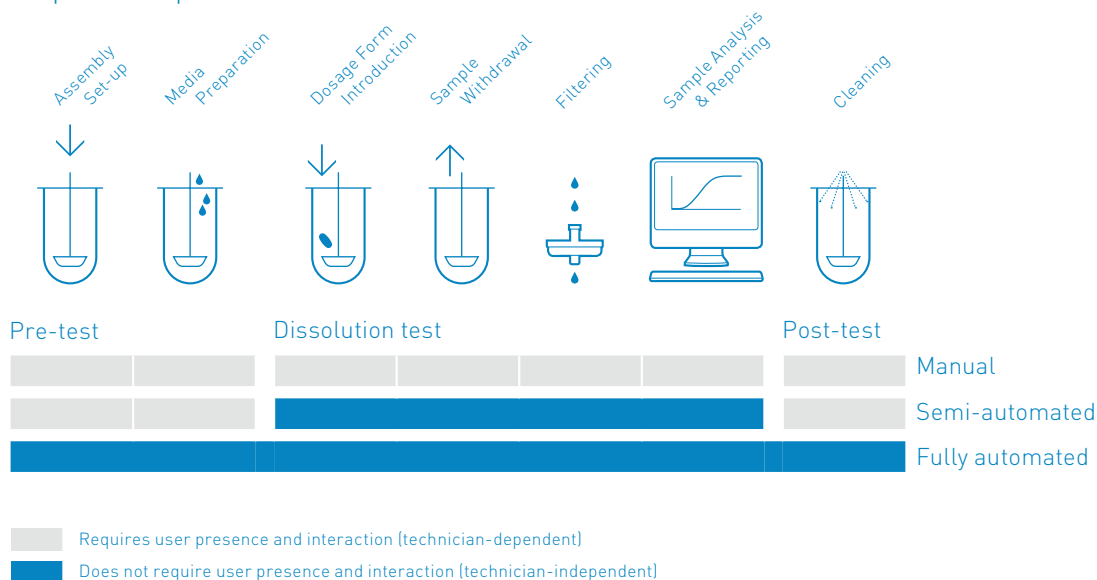 Assembly
Set-up
Media
Preparation
Dosage Form
Introduction
Sample
Withdrawal
Filtering
Sample Analysis
& Reporting
Cleaning
Pre-test
Dissolution test
Post-test
Manual
Semi-automated
Fully automated
Requires user presence and interaction (technician-dependent)
Does not require user presence and interaction (technician-independent)